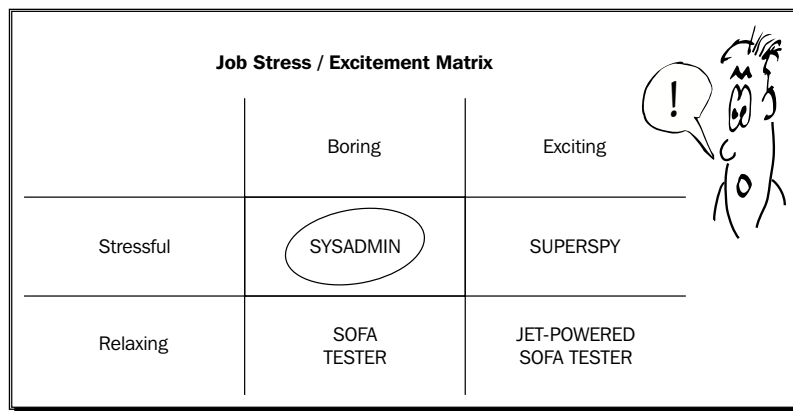 Job Stress / Excitement Matrix
!
Boring Exciting
Stressful SYSADMIN SUPERSPY
Relaxing SOFA TESTER JET-POWERED SOFA TESTER